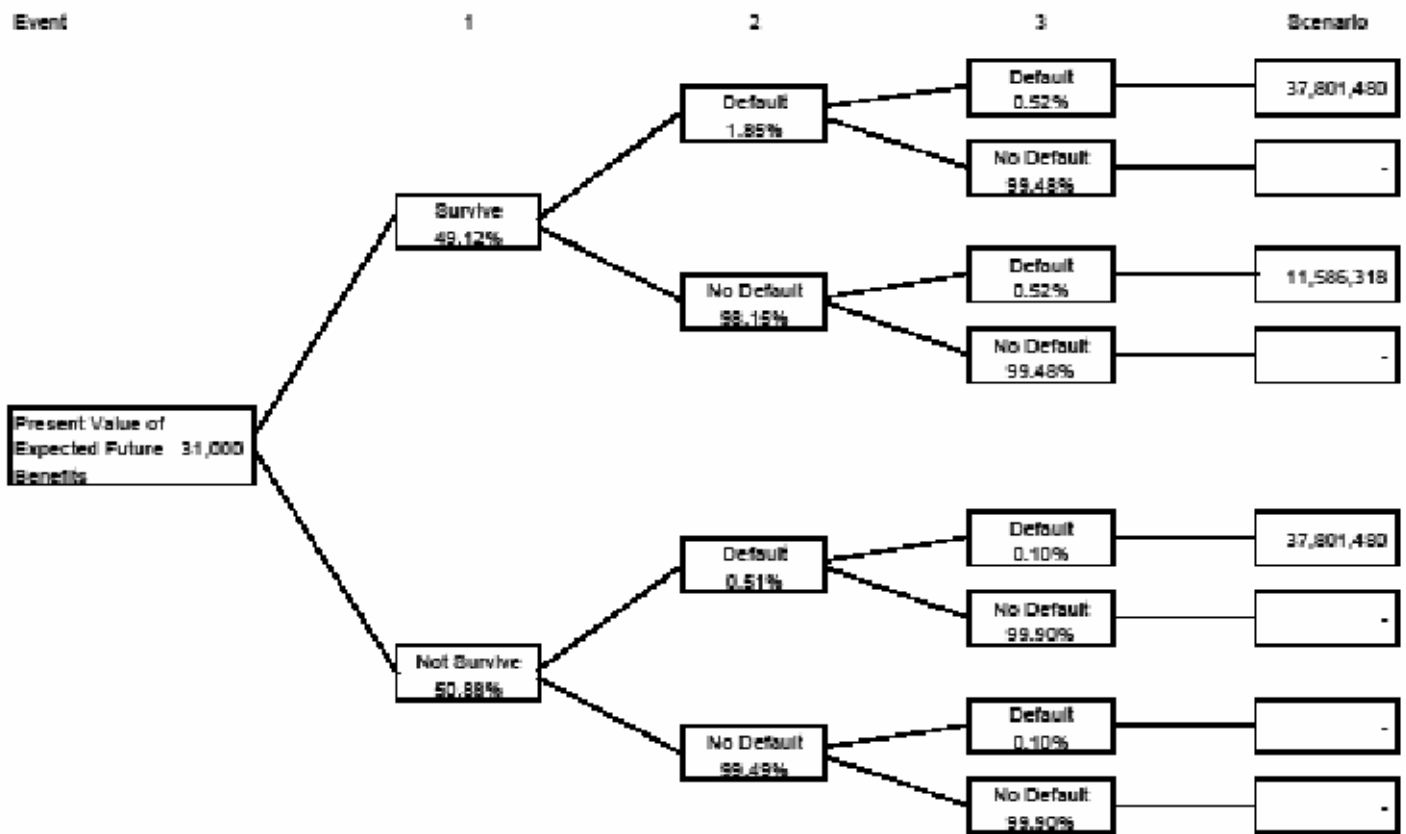 Event 1 2 3 Scenario
Default
0.52%
37,801,480
Default
1.85%
No Default
99.48%
-
Survive
49.12%
Default
0.52%
11,586,318
No Default
98.15%
No Default
99.48%
-
Present Value of
Expected Future 31,000
Benefits
Default
0.10%
37,801,480
Default
0.51%
No Default
99.90%
-
Not Survive
50.88%
Default
0.10%
-
No Default
99.49%
No Default
99.90%
-